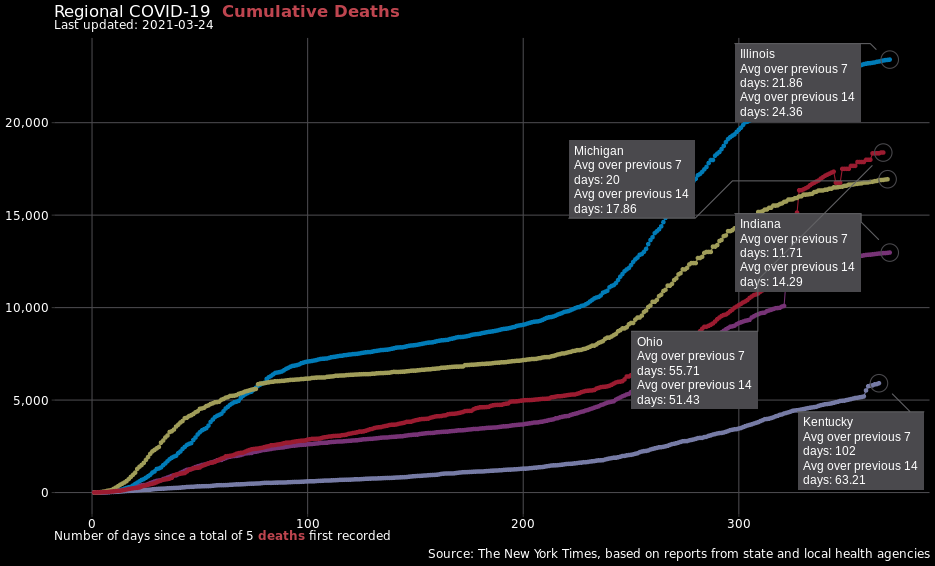 Regional COVID-19 Cumulative Deaths
Last updated: 2021-03-24
Illinois
Avg over previous 7
days: 21.86
Avg over previous 14
days: 24.36
Michigan
Avg over previous 7
days: 20
Avg over previous 14
days: 17.86
Indiana
Avg over previous 7
days: 11.71
Avg over previous 14
days: 14.29
Ohio
Avg over previous 7
days: 55.71
Avg over previous 14
days: 51.43
Kentucky
Avg over previous 7
days: 102
Avg over previous 14
days: 63.21
20,000
15,000
10,000
5,000
0
0 100 200 300
Number of days since a total of 5 deaths first recorded
Source: The New York Times, based on reports from state and local health agencies